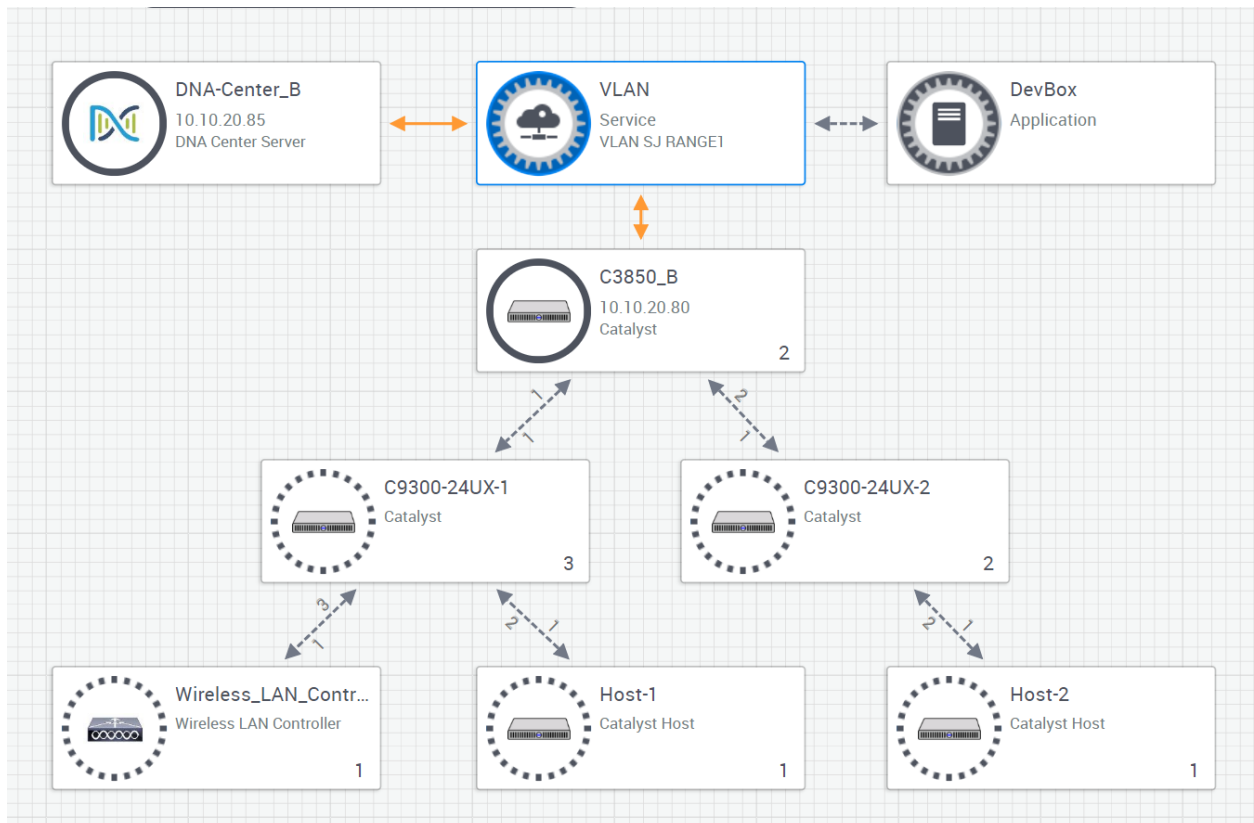 DNA-Center_B
10.10.20.85
DNA Center Server
VLAN
Service
VLAN SJ RANGE1
DevBox
Application
C3850_B
10.10.20.80
Catalyst
2
1
1
2
1
C9300-24UX-1
Catalyst
3
C9300-24UX-2
Catalyst
2
3
1
2
1
2
1
Wireless_LAN_Contr...
Wireless LAN Controller
1
Host-1
Catalyst Host
1
Host-2
Catalyst Host
1